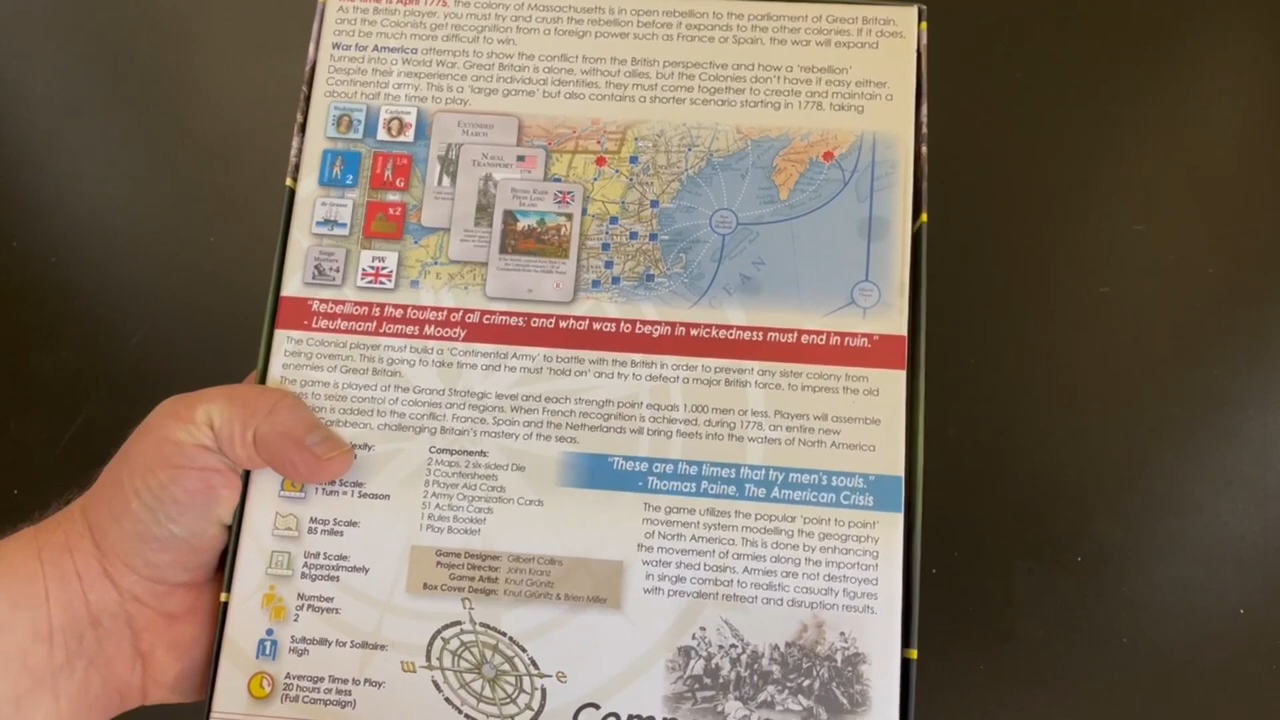 The time is April 1775, the colony of Massachusetts is in open rebellion to the parliament of Great Britain.
As the British player, you must try and crush the rebellion before it expands to the other colonies. If it does,
and the Colonists get recognition from a foreign power such as France or Spain, the war will expand
and be much more difficult to win.
War for America attempts to show the conflict from the British perspective and how a 'rebellion'
turned into a World War. Great Britain is alone, without allies, but the Colonies don't have it easy either.
Despite their inexperience and individual identities, they must come together to create and maintain a
Continental army. This is a 'large game' but also contains a shorter scenario starting in 1778, taking
about half the time to play.
Washington
B
Carleton
C
2
1/4
G
de Grasse
3
x2
Siege
Mortars
+4
PW
EXTENDED
MARCH
NAVAL
TRANSPORT
BRITISH RAID
FROM LONG
ISLAND
PENS
EAN
"Rebellion is the foulest of all crimes; and what was to begin in wickedness must end in ruin."
- Lieutenant James Moody
The Colonial player must build a 'Continental Army' to battle with the British in order to prevent any sister colony from
being overrun. This is going to take time and he must 'hold on' and try to defeat a major British force, to impress the old
enemies of Great Britain.
The game is played at the Grand Strategic level and each strength point equals 1,000 men or less. Players will assemble
es to seize control of colonies and regions. When French recognition is achieved, during 1778, an entire new
ion is added to the conflict. France, Spain and the Netherlands will bring fleets into the waters of North America
aribbean, challenging Britain's mastery of the seas.
lexity:
me Scale:
1 Turn = 1 Season
Map Scale:
85 miles
Unit Scale:
Approximately
Brigades
Number
of Players:
2
Suitability for Solitaire:
High
Average Time to Play:
20 hours or less
(Full Campaign)
Components:
2 Maps, 2 six-sided Die
3 Countersheets
8 Player Aid Cards
2 Army Organization Cards
51 Action Cards
1 Rules Booklet
1 Play Booklet
Game Designer: Gilbert Collins
Project Director: John Kranz
Game Artist: Knut Grünitz
Box Cover Design: Knut Grünitz & Brien Miller
"These are the times that try men's souls."
- Thomas Paine, The American Crisis
The game utilizes the popular 'point to point'
movement system modelling the geography
of North America. This is done by enhancing
the movement of armies along the important
water shed basins. Armies are not destroyed
in single combat to realistic casualty figures
with prevalent retreat and disruption results.
n
w
e
Comp